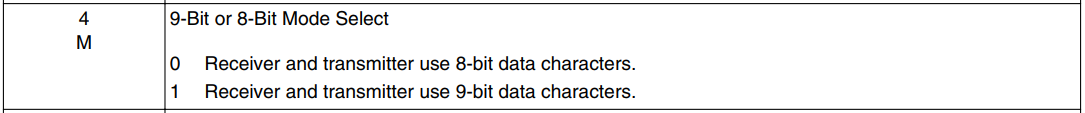 4
M
9-Bit or 8-Bit Mode Select
0 Receiver and transmitter use 8-bit data characters.
1 Receiver and transmitter use 9-bit data characters.